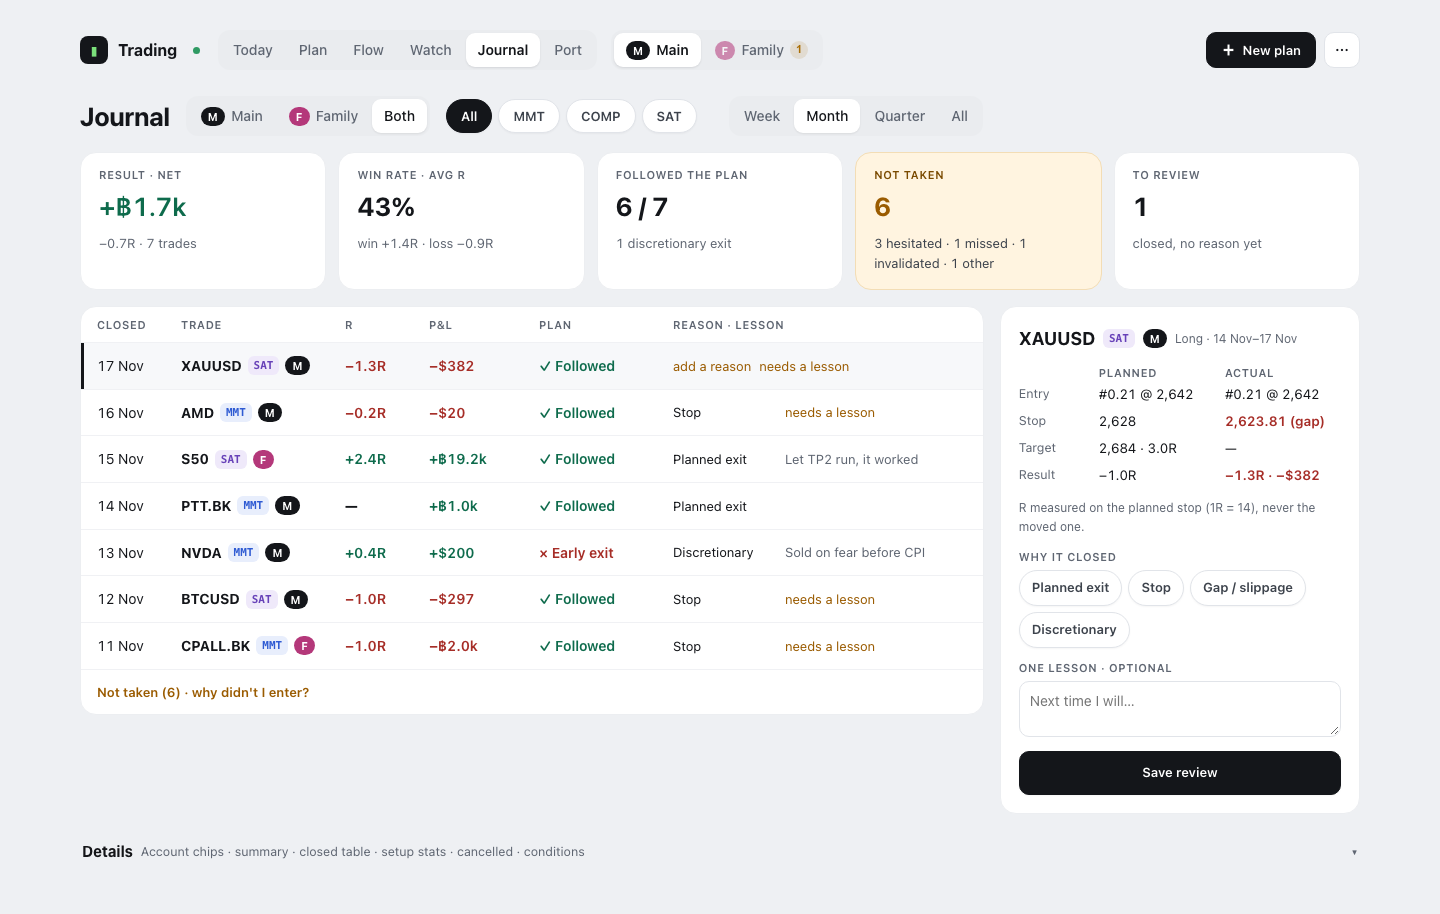 Trading Today Plan Flow Watch Journal Port M Main F Family 1 + New plan ···
Journal M Main F Family Both All MMT COMP SAT Week Month Quarter All
RESULT · NET
+฿1.7k
−0.7R · 7 trades
WIN RATE · AVG R
43%
win +1.4R · loss −0.9R
FOLLOWED THE PLAN
6 / 7
1 discretionary exit
NOT TAKEN
6
3 hesitated · 1 missed · 1
invalidated · 1 other
TO REVIEW
1
closed, no reason yet
CLOSED TRADE R P&L PLAN REASON · LESSON
17 Nov XAUUSD SAT M −1.3R −$382 ✓ Followed add a reason needs a lesson
16 Nov AMD MMT M −0.2R −$20 ✓ Followed Stop needs a lesson
15 Nov S50 SAT F +2.4R +฿19.2k ✓ Followed Planned exit Let TP2 run, it worked
14 Nov PTT.BK MMT M — +฿1.0k ✓ Followed Planned exit
13 Nov NVDA MMT M +0.4R +$200 × Early exit Discretionary Sold on fear before CPI
12 Nov BTCUSD SAT M −1.0R −$297 ✓ Followed Stop needs a lesson
11 Nov CPALL.BK MMT F −1.0R −฿2.0k ✓ Followed Stop needs a lesson
Not taken (6) · why didn't I enter?
XAUUSD SAT M Long · 14 Nov–17 Nov
PLANNED ACTUAL
Entry #0.21 @ 2,642 #0.21 @ 2,642
Stop 2,628 2,623.81 (gap)
Target 2,684 · 3.0R —
Result −1.0R −1.3R · −$382
R measured on the planned stop (1R = 14), never the
moved one.
WHY IT CLOSED
Planned exit Stop Gap / slippage
Discretionary
ONE LESSON · OPTIONAL
Next time I will...
Save review
Details Account chips · summary · closed table · setup stats · cancelled · conditions ▾